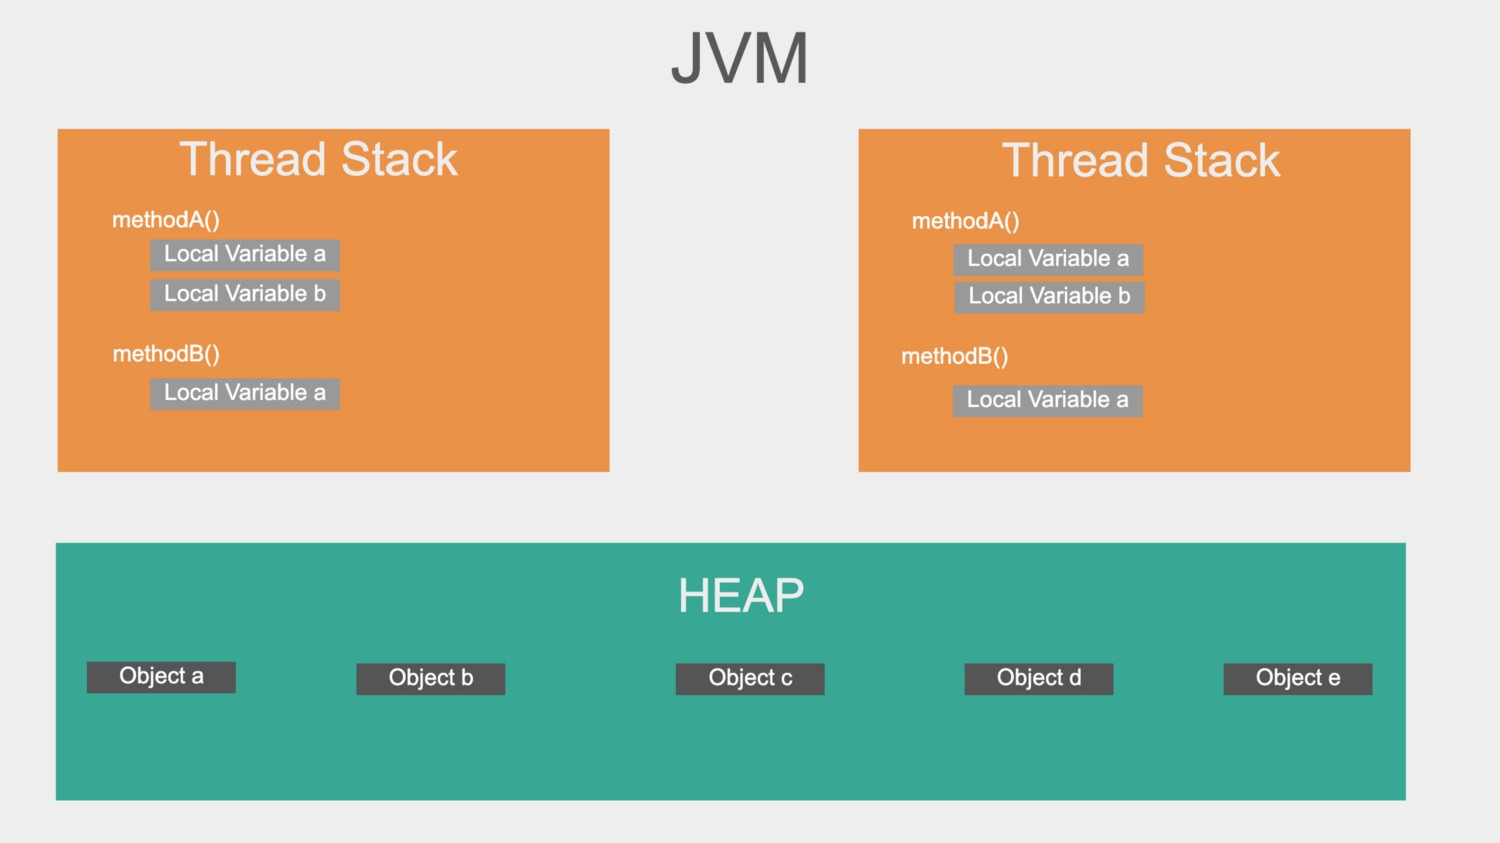 JVM
Thread Stack
methodA()
Local Variable a
Local Variable b
methodB()
Local Variable a
Thread Stack
methodA()
Local Variable a
Local Variable b
methodB()
Local Variable a
HEAP
Object a
Object b
Object c
Object d
Object e